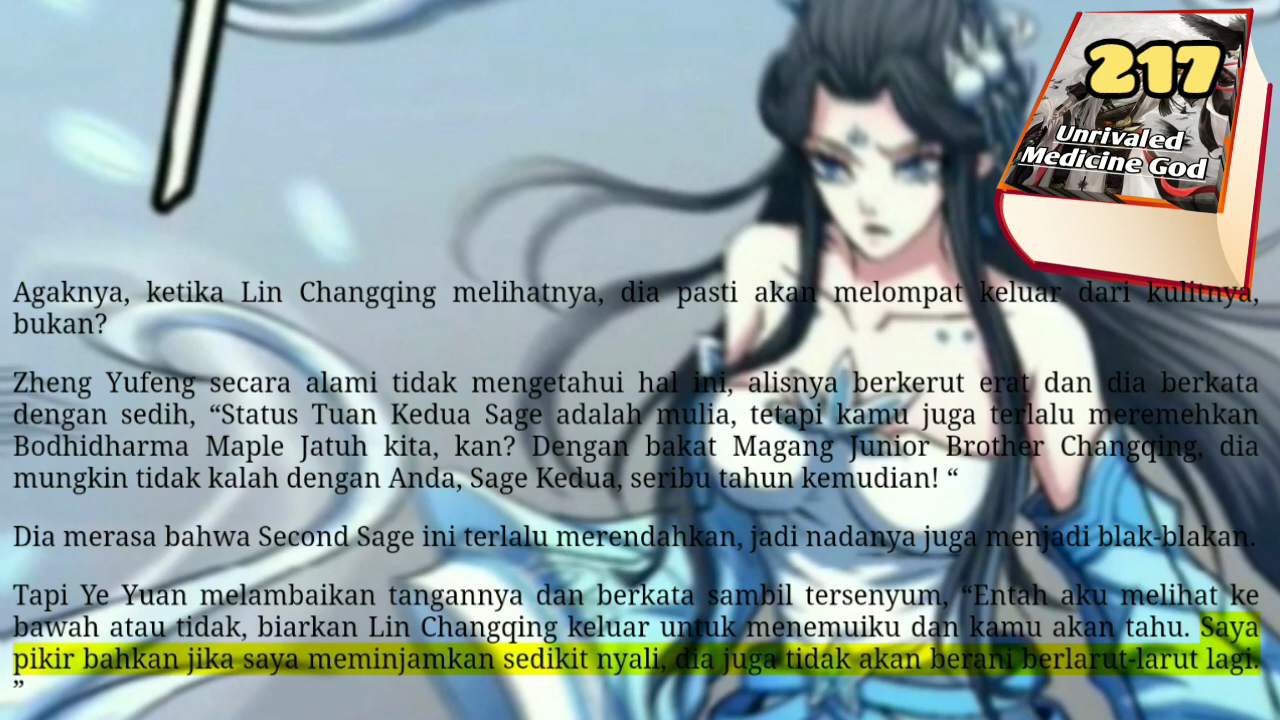 217
Unrivaled
Medicine God
Agaknya, ketika Lin Changqing melihatnya, dia pasti akan melompat keluar dari kulitnya,
bukan?
Zheng Yufeng secara alami tidak mengetahui hal ini, alisnya berkerut erat dan dia berkata
dengan sedih, “Status Tuan Kedua Sage adalah mulia, tetapi kamu juga terlalu meremehkan
Bodhidharma Maple Jatuh kita, kan? Dengan bakat Magang Junior Brother Changqing, dia
mungkin tidak kalah dengan Anda, Sage Kedua, seribu tahun kemudian! “
Dia merasa bahwa Second Sage ini terlalu merendahkan, jadi nadanya juga menjadi blak-blakan.
Tapi Ye Yuan melambaikan tangannya dan berkata sambil tersenyum, “Entah aku melihat ke
bawah atau tidak, biarkan Lin Changqing keluar untuk menemuiku dan kamu akan tahu. Saya
pikir bahkan jika saya meminjamkan sedikit nyali, dia juga tidak akan berani berlarut-larut lagi.
”